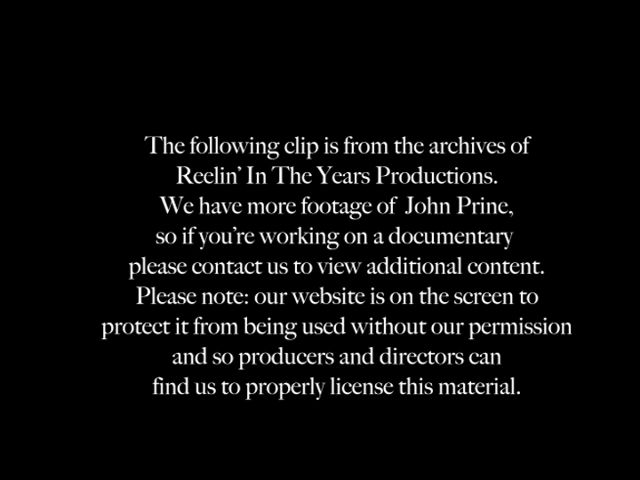 The following clip is from the archives of
Reelin' In The Years Productions.
We have more footage of John Prine,
so if you're working on a documentary
please contact us to view additional content.
Please note: our website is on the screen to
protect it from being used without our permission
and so producers and directors can
find us to properly license this material.